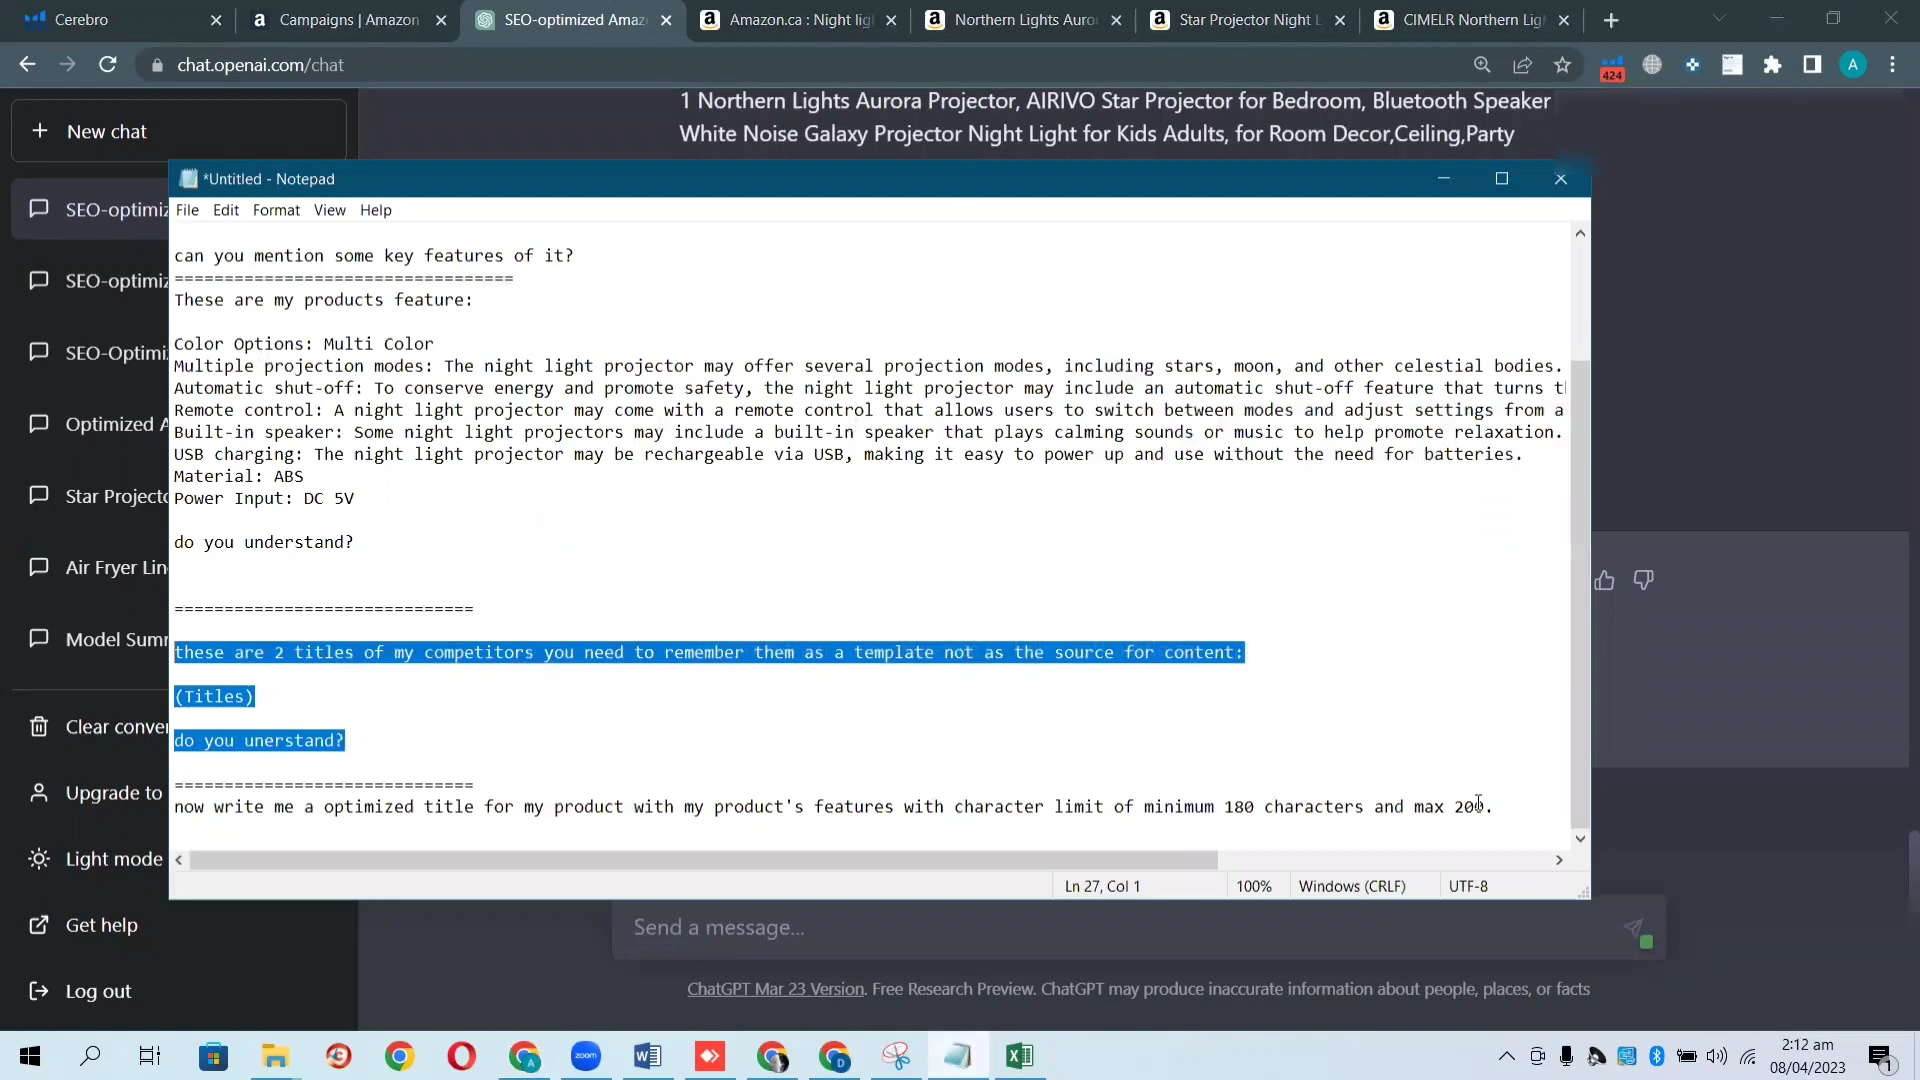 Cerebro
Campaigns | Amazon
SEO-optimized Amaz
Amazon.ca : Night lig
Northern Lights Auro
Star Projector Night L
CIMELR Northern Lig
chat.openai.com/chat
424
A
New chat
1 Northern Lights Aurora Projector, AIRIVO Star Projector for Bedroom, Bluetooth Speaker
White Noise Galaxy Projector Night Light for Kids Adults, for Room Decor,Ceiling,Party
SEO-optimiz
SEO-optimiz
SEO-Optimi
Optimized A
Star Projecto
Air Fryer Lin
Model Summ
Clear conver
Upgrade to
Light mode
Get help
Log out
*Untitled - Notepad
File Edit Format View Help
can you mention some key features of it?
==================================
These are my products feature:
Color Options: Multi Color
Multiple projection modes: The night light projector may offer several projection modes, including stars, moon, and other celestial bodies.
Automatic shut-off: To conserve energy and promote safety, the night light projector may include an automatic shut-off feature that turns t
Remote control: A night light projector may come with a remote control that allows users to switch between modes and adjust settings from a
Built-in speaker: Some night light projectors may include a built-in speaker that plays calming sounds or music to help promote relaxation.
USB charging: The night light projector may be rechargeable via USB, making it easy to power up and use without the need for batteries.
Material: ABS
Power Input: DC 5V
do you understand?
==============================
these are 2 titles of my competitors you need to remember them as a template not as the source for content:
(Titles)
do you unerstand?
==============================
now write me a optimized title for my product with my product's features with character limit of minimum 180 characters and max 200.
Ln 27, Col 1
100%
Windows (CRLF)
UTF-8
Send a message...
ChatGPT Mar 23 Version. Free Research Preview. ChatGPT may produce inaccurate information about people, places, or facts
zoom
A
D
2:12 am
08/04/2023
1